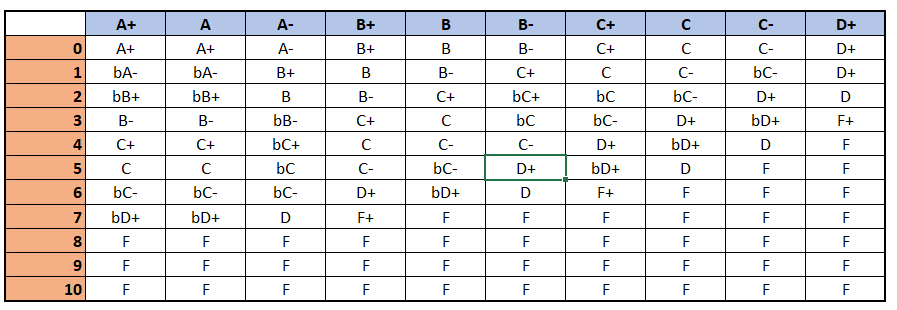 A+ A A- B+ B B- C+ C C- D+
0 A+ A+ A- B+ B B- C+ C C- D+
1 bA- bA- B+ B B- C+ C C- bC- D+
2 bB+ bB+ B B- C+ bC+ bC bC- D+ D
3 B- B- bB- C+ C bC bC- D+ bD+ F+
4 C+ C+ bC+ C C- C- D+ bD+ D F
5 C C bC C- bC- D+ bD+ D F F
6 bC- bC- bC- D+ bD+ D F+ F F F
7 bD+ bD+ D F+ F F F F F F
8 F F F F F F F F F F
9 F F F F F F F F F F
10 F F F F F F F F F F